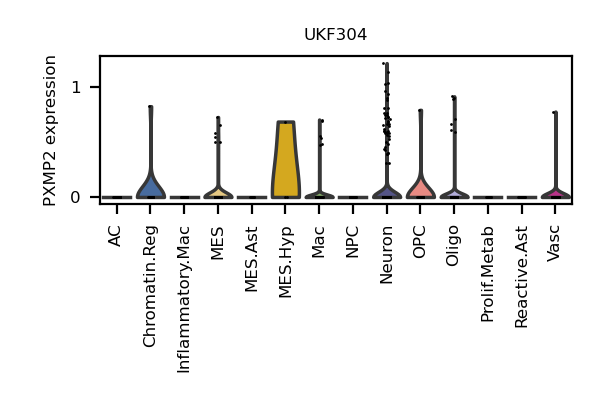 UKF304
PXMP2 expression
1
0
AC
Chromatin.Reg
Inflammatory.Mac
MES
MES.Ast
MES.Hyp
Mac
NPC
Neuron
OPC
Oligo
Prolif.Metab
Reactive.Ast
Vasc